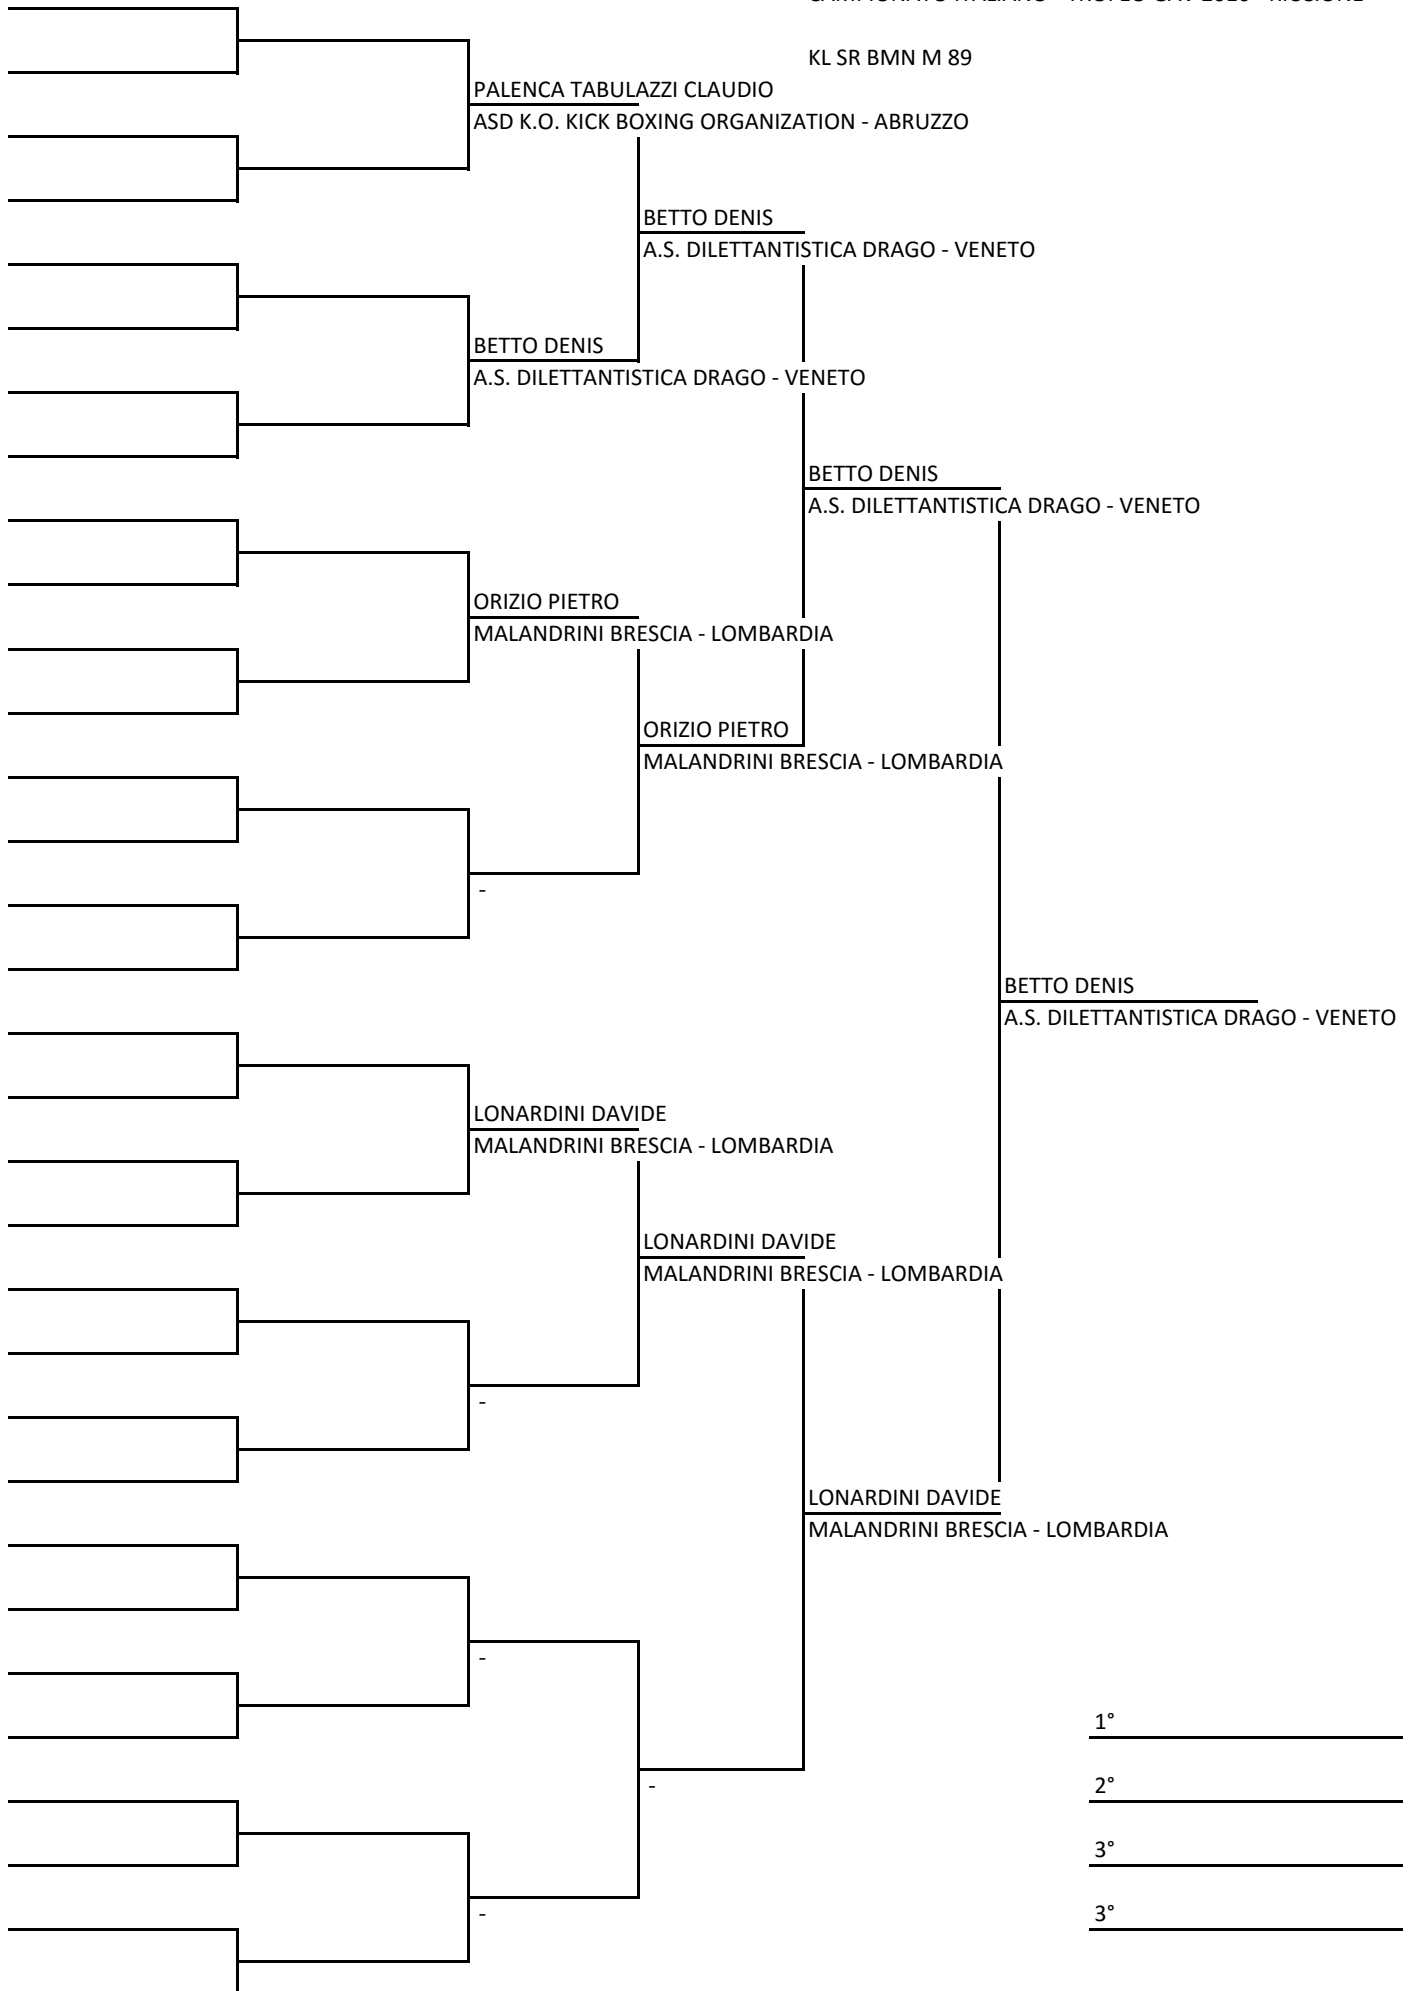 KL SR BMN M 89
PALENCA TABULAZZI CLAUDIO
ASD K.O. KICK BOXING ORGANIZATION - ABRUZZO
BETTO DENIS
A.S. DILETTANTISTICA DRAGO - VENETO
BETTO DENIS
A.S. DILETTANTISTICA DRAGO - VENETO
BETTO DENIS
A.S. DILETTANTISTICA DRAGO - VENETO
ORIZIO PIETRO
MALANDRINI BRESCIA - LOMBARDIA
ORIZIO PIETRO
MALANDRINI BRESCIA - LOMBARDIA
-
BETTO DENIS
A.S. DILETTANTISTICA DRAGO - VENETO
LONARDINI DAVIDE
MALANDRINI BRESCIA - LOMBARDIA
LONARDINI DAVIDE
MALANDRINI BRESCIA - LOMBARDIA
-
LONARDINI DAVIDE
MALANDRINI BRESCIA - LOMBARDIA
-
1°
-
2°
3°
-
3°